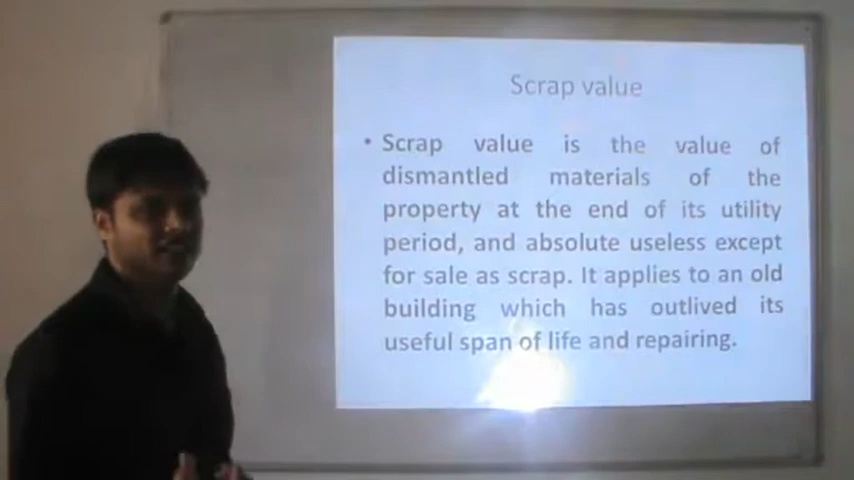 Scrap value
• Scrap value is the value of
dismantled materials of the
property at the end of its utility
period, and absolute useless except
for sale as scrap. It applies to an old
building which has outlived its
useful span of life and repairing.